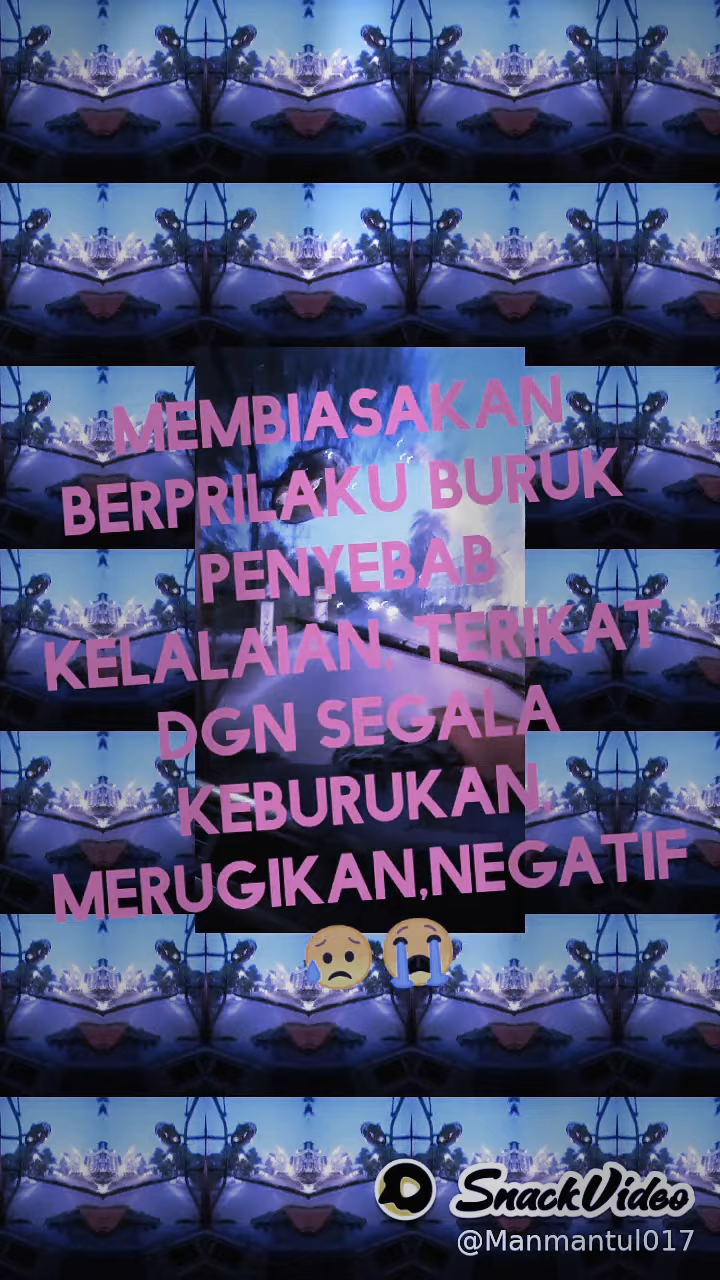 MEMBIASAKAN
BERPRILAKU BURUK
PENYEBAB
KELALAIAN, TERIKAT
DGN SEGALA
KEBURUKAN,
MERUGIKAN,NEGATIF
😥😭
SnackVideo
@Manmantul017